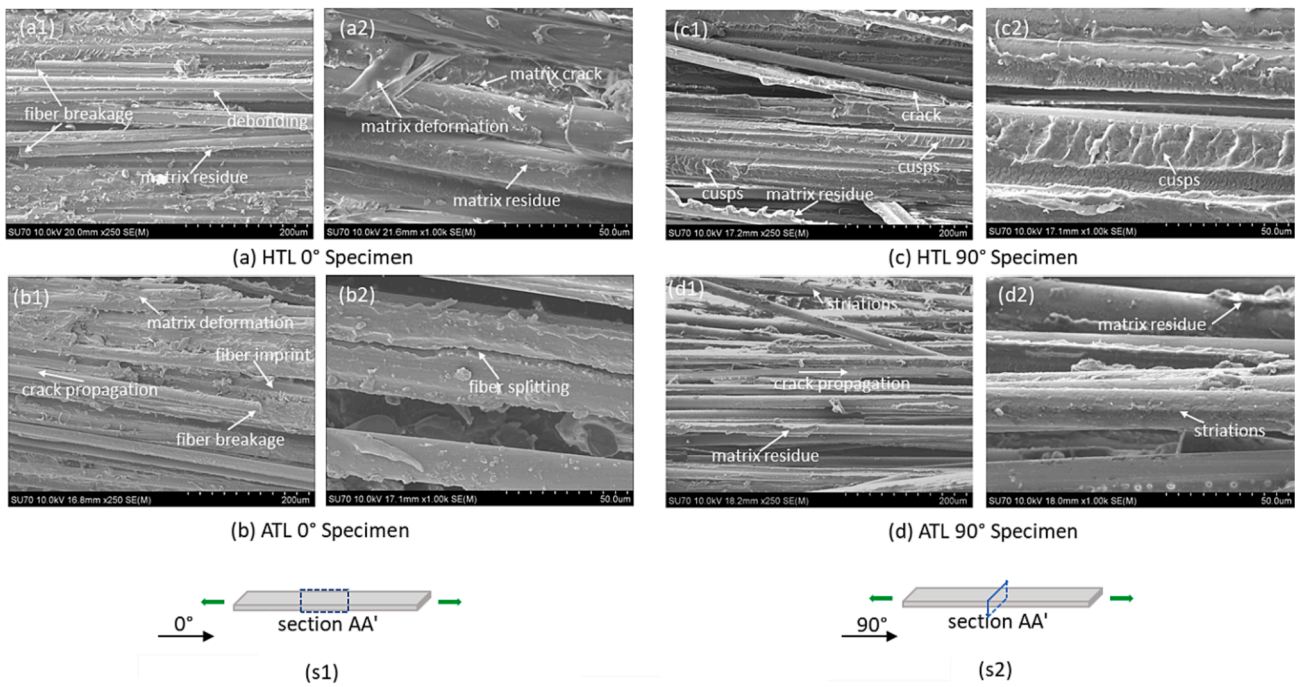 (a1)
fiber breakage
debonding
matrix residue
SU70 10.0kV 20.0mm x250 SE(M)
200um
(a2)
matrix crack
matrix deformation
matrix residue
SU70 10.0kV 21.6mm x1.00k SE(M)
50.0um
(c1)
crack
cusps
cusps
matrix residue
SU70 10.0kV 17.2mm x250 SE(M)
200um
(c2)
cusps
SU70 10.0kV 17.1mm x1.00k SE(M)
50.0um
(a) HTL 0° Specimen
(c) HTL 90° Specimen
(b1)
matrix deformation
fiber imprint
crack propagation
fiber breakage
SU70 10.0kV 16.8mm x250 SE(M)
200um
(b2)
fiber splitting
SU70 10.0kV 17.1mm x1.00k SE(M)
50.0um
(d1)
striations
crack propagation
matrix residue
SU70 10.0kV 18.2mm x250 SE(M)
200um
(d2)
matrix residue
striations
SU70 10.0kV 18.0mm x1.00k SE(M)
50.0um
(b) ATL 0° Specimen
(d) ATL 90° Specimen
0°
section AA'
(s1)
90°
section AA'
(s2)